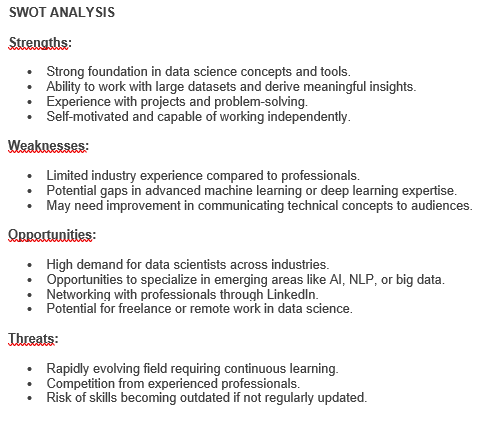 SWOT ANALYSIS
Strengths:
• Strong foundation in data science concepts and tools.
• Ability to work with large datasets and derive meaningful insights.
• Experience with projects and problem-solving.
• Self-motivated and capable of working independently.
Weaknesses:
• Limited industry experience compared to professionals.
• Potential gaps in advanced machine learning or deep learning expertise.
• May need improvement in communicating technical concepts to audiences.
Opportunities:
• High demand for data scientists across industries.
• Opportunities to specialize in emerging areas like AI, NLP, or big data.
• Networking with professionals through LinkedIn.
• Potential for freelance or remote work in data science.
Threats:
• Rapidly evolving field requiring continuous learning.
• Competition from experienced professionals.
• Risk of skills becoming outdated if not regularly updated.